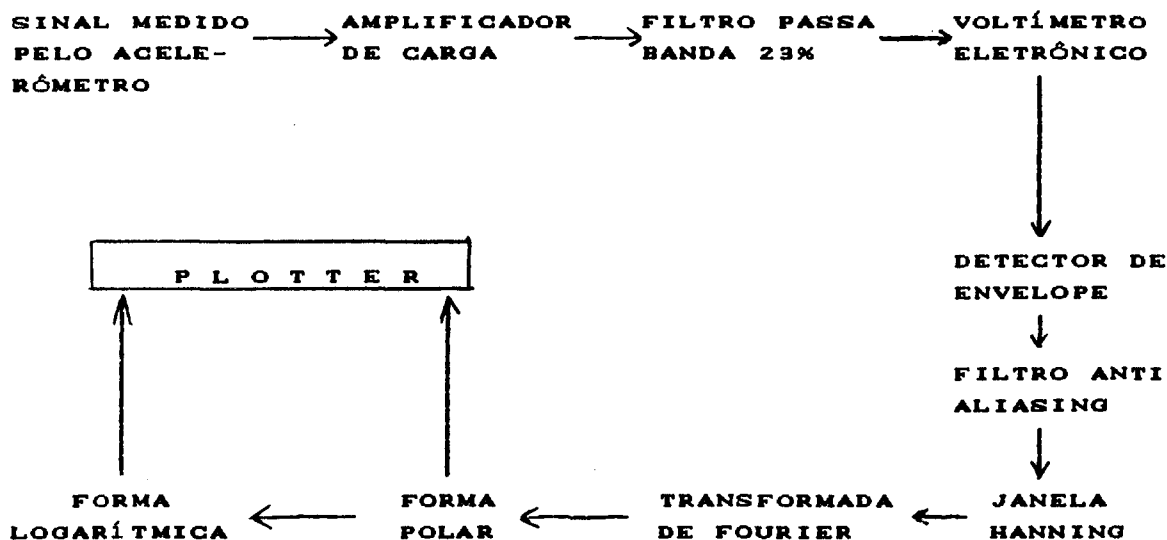 SINAL MEDIDO
PELO ACELE-
RÔMETRO
AMPLIFICADOR
DE CARGA
FILTRO PASSA
BANDA 23%
VOLTÍMETRO
ELETRÔNICO
DETECTOR DE
ENVELOPE
FILTRO ANTI
ALIASING
JANELA
HANNING
TRANSFORMADA
DE FOURIER
FORMA
POLAR
FORMA
LOGARÍTMICA
P L O T T E R